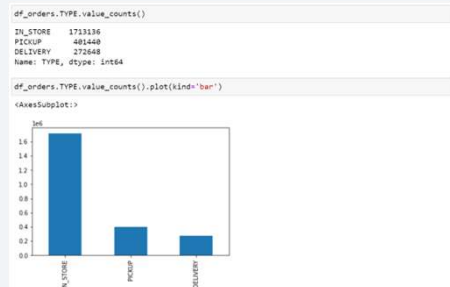 df_orders.TYPE.value_counts()
IN_STORE 1713136
PICKUP 401440
DELIVERY 272648
Name: TYPE, dtype: int64
df_orders.TYPE.value_counts().plot(kind='bar')
<AxesSubplot:>
1e6
1.6
1.4
1.2
1.0
0.8
0.6
0.4
0.2
0.0
IN_STORE
PICKUP
DELIVERY